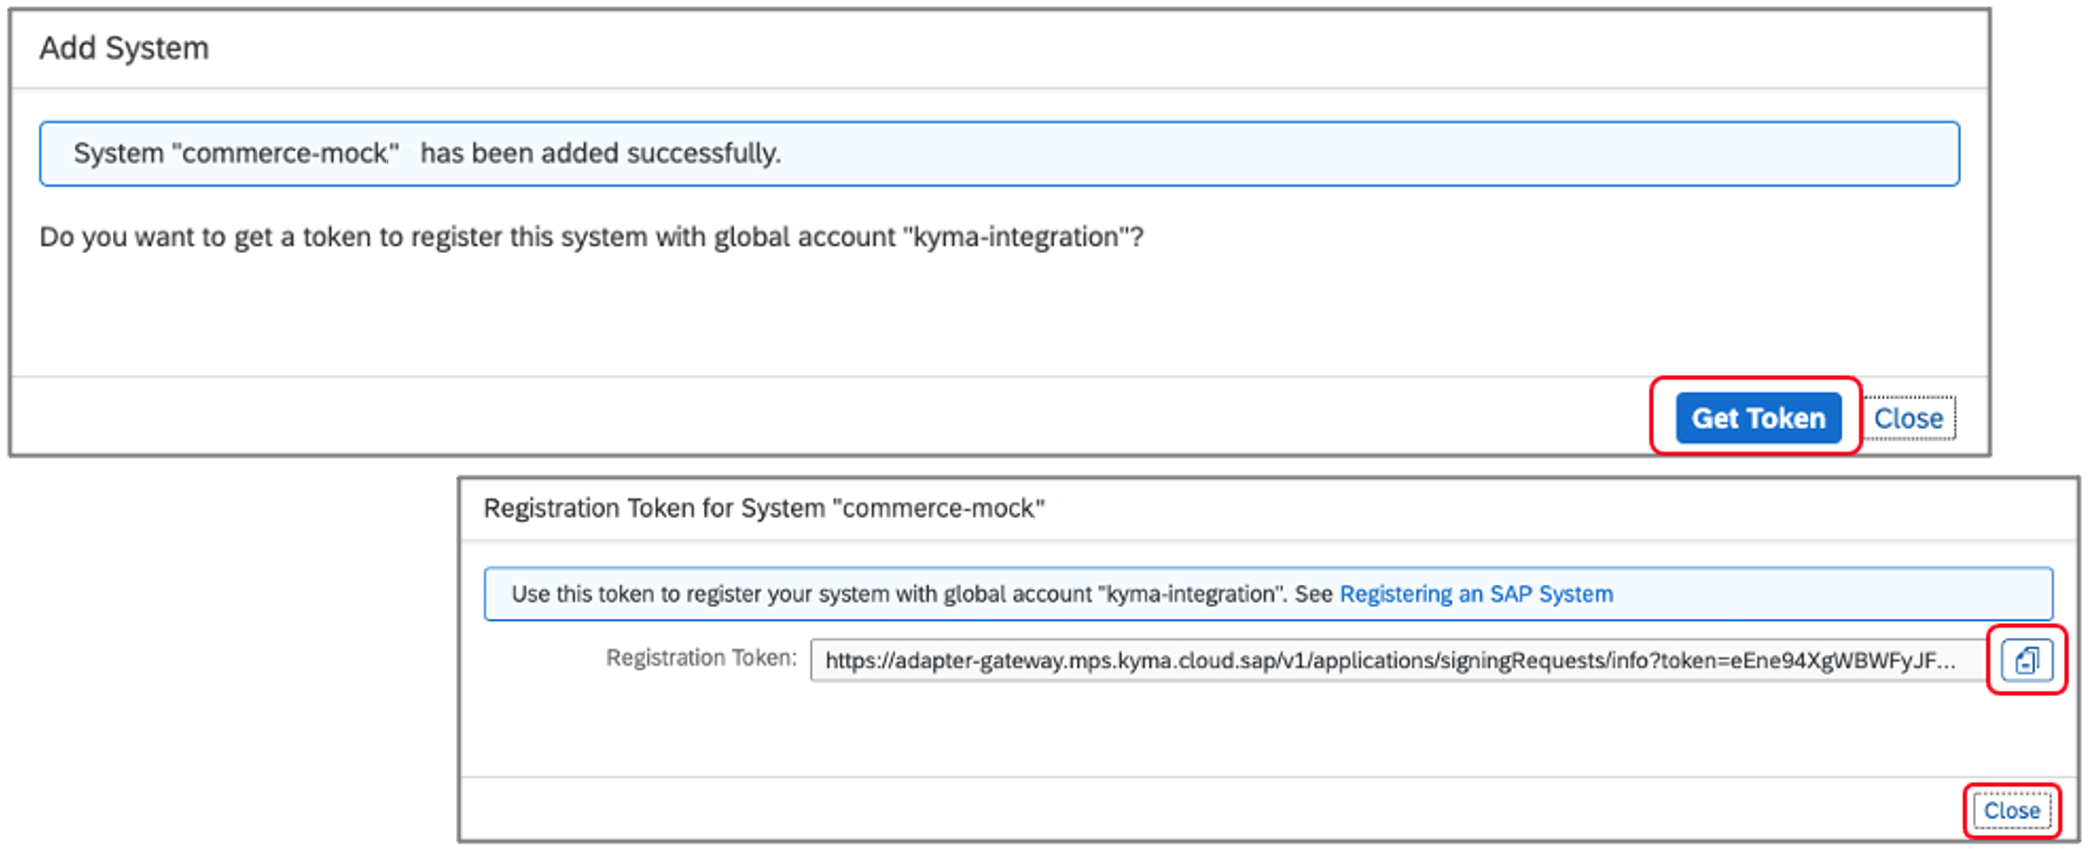 Add System
System "commerce-mock" has been added successfully.
Do you want to get a token to register this system with global account "kyma-integration"?
Get Token Close
Registration Token for System "commerce-mock"
Use this token to register your system with global account "kyma-integration". See Registering an SAP System
Registration Token: https://adapter-gateway.mps.kyma.cloud.sap/v1/applications/signingRequests/info?token=eEne94XgWBWFyJF...
Close